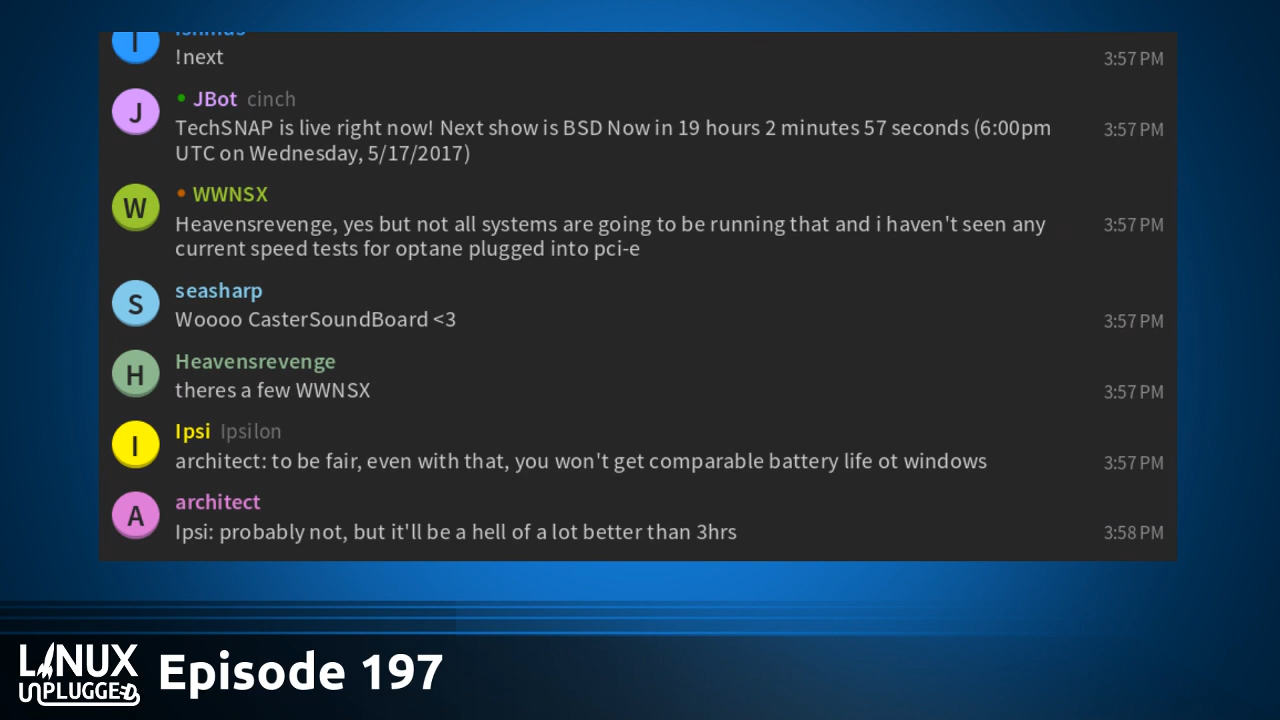 I
!next
3:57 PM
J
JBot cinch
TechSNAP is live right now! Next show is BSD Now in 19 hours 2 minutes 57 seconds (6:00pm
UTC on Wednesday, 5/17/2017)
3:57 PM
W
WWNSX
Heavensrevenge, yes but not all systems are going to be running that and i haven't seen any
current speed tests for optane plugged into pci-e
3:57 PM
S
seasharp
Woooo CasterSoundBoard <3
3:57 PM
H
Heavensrevenge
theres a few WWNSX
3:57 PM
I
Ipsi Ipsilon
architect: to be fair, even with that, you won't get comparable battery life ot windows
3:57 PM
A
architect
Ipsi: probably not, but it'll be a hell of a lot better than 3hrs
3:58 PM
LINUX
UNPLUGGED
Episode 197